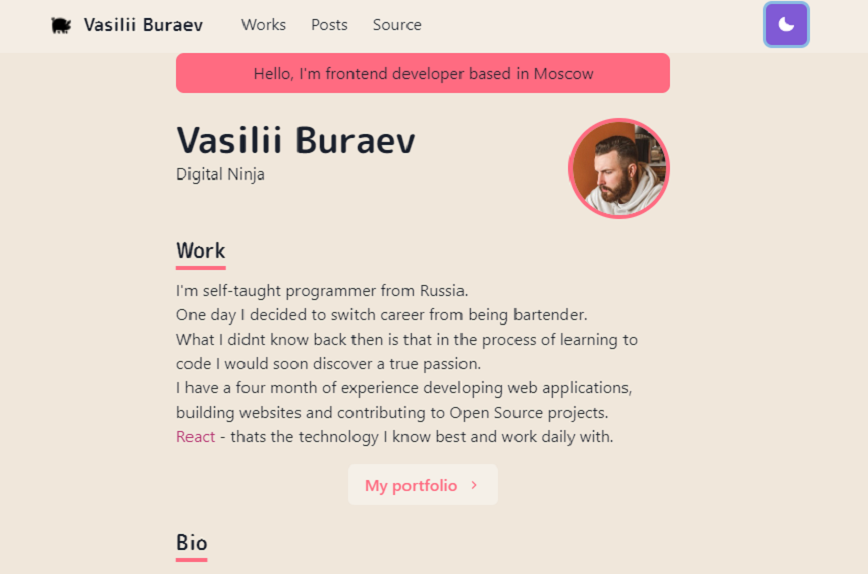 Vasilii Buraev
Works
Posts
Source
Hello, I'm frontend developer based in Moscow
Vasilii Buraev
Digital Ninja
Work
I'm self-taught programmer from Russia.
One day I decided to switch career from being bartender.
What I didnt know back then is that in the process of learning to
code I would soon discover a true passion.
I have a four month of experience developing web applications,
building websites and contributing to Open Source projects.
React - thats the technology I know best and work daily with.
My portfolio
Bio